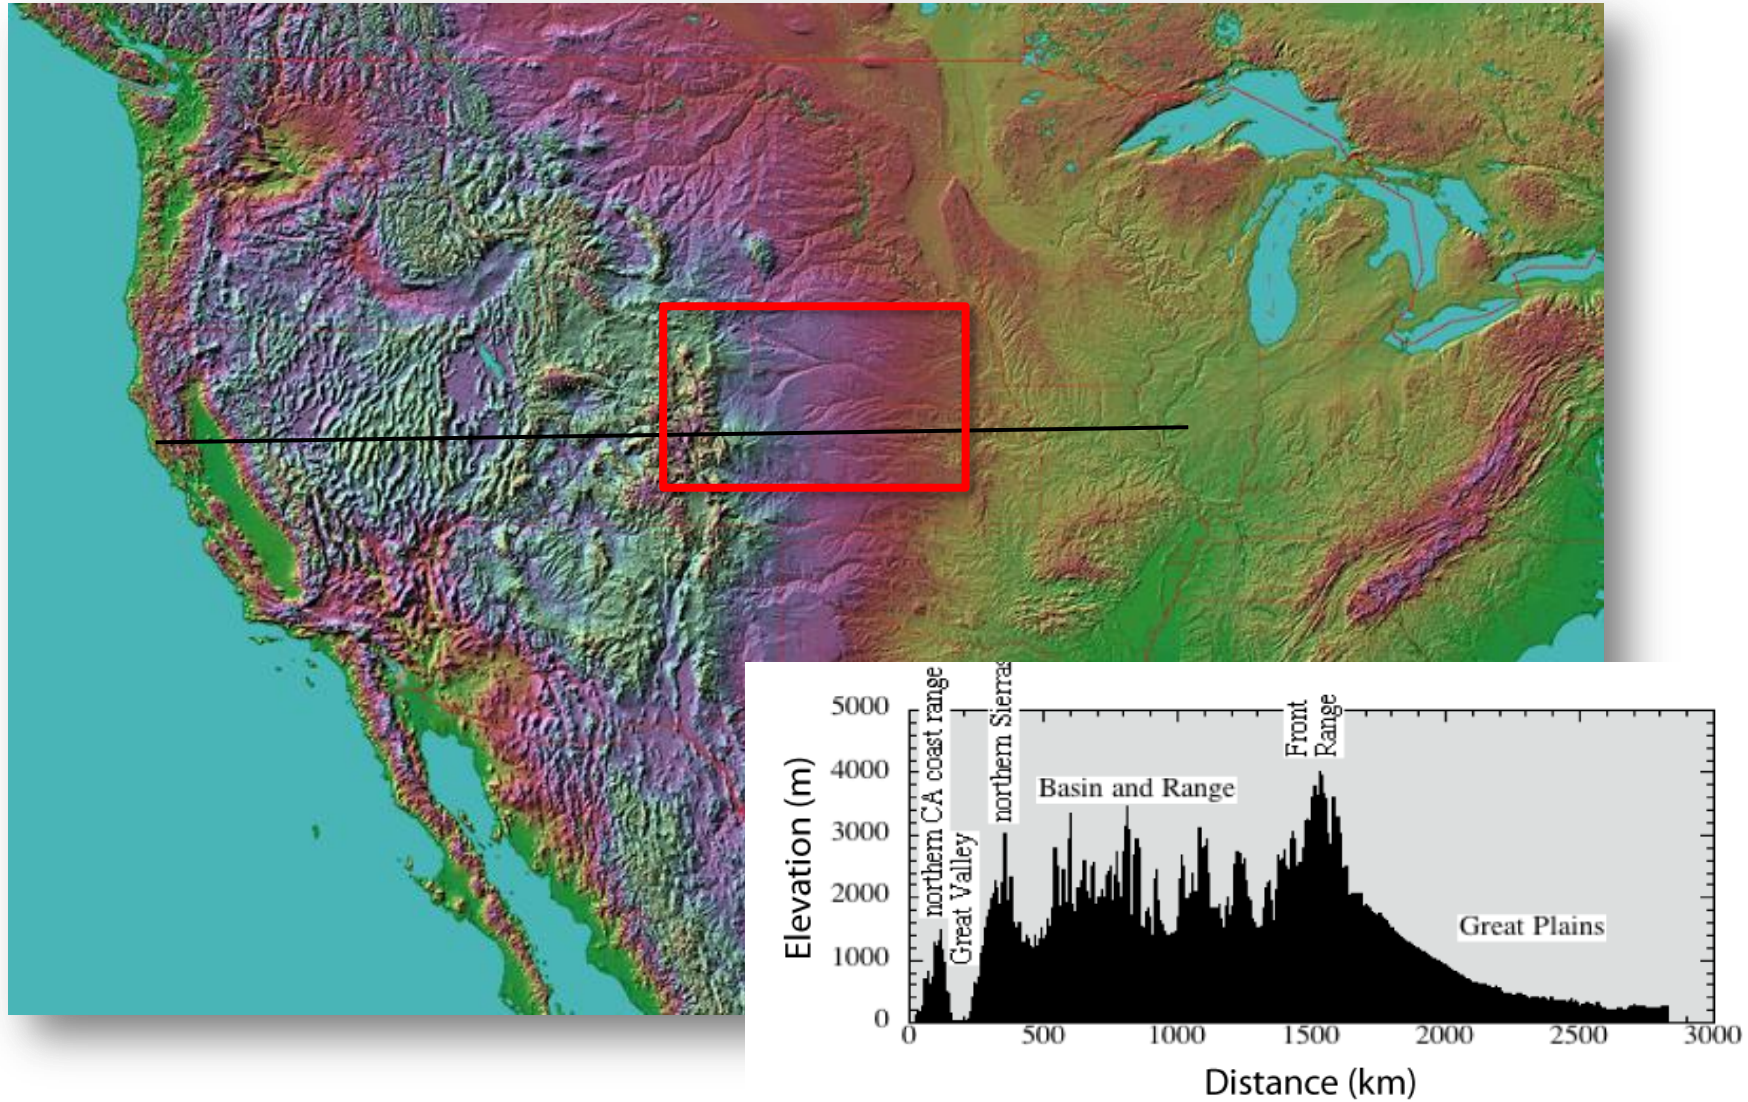 northern CA coast range
Great Valley
northern Sierras
Basin and Range
Front
Range
Great Plains
5000
4000
3000
2000
1000
0
Elevation (m)
0 500 1000 1500 2000 2500 3000
Distance (km)